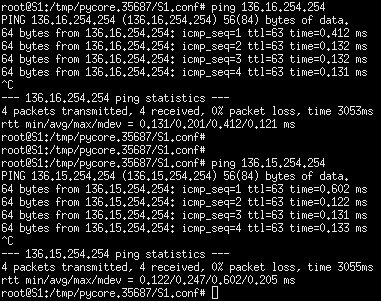 root@S1:/tmp/pycore.35687/S1.conf# ping 136.16.254.254
PING 136.16.254.254 (136.16.254.254) 56(84) bytes of data.
64 bytes from 136.16.254.254: icmp_seq=1 ttl=63 time=0.412 ms
64 bytes from 136.16.254.254: icmp_seq=2 ttl=63 time=0.132 ms
64 bytes from 136.16.254.254: icmp_seq=3 ttl=63 time=0.132 ms
64 bytes from 136.16.254.254: icmp_seq=4 ttl=63 time=0.131 ms
^C
--- 136.16.254.254 ping statistics ---
4 packets transmitted, 4 received, 0% packet loss, time 3053ms
rtt min/avg/max/mdev = 0.131/0.201/0.412/0.121 ms
root@S1:/tmp/pycore.35687/S1.conf#
root@S1:/tmp/pycore.35687/S1.conf# ping 136.15.254.254
PING 136.15.254.254 (136.15.254.254) 56(84) bytes of data.
64 bytes from 136.15.254.254: icmp_seq=1 ttl=63 time=0.602 ms
64 bytes from 136.15.254.254: icmp_seq=2 ttl=63 time=0.122 ms
64 bytes from 136.15.254.254: icmp_seq=3 ttl=63 time=0.131 ms
64 bytes from 136.15.254.254: icmp_seq=4 ttl=63 time=0.133 ms
^C
--- 136.15.254.254 ping statistics ---
4 packets transmitted, 4 received, 0% packet loss, time 3055ms
rtt min/avg/max/mdev = 0.122/0.247/0.602/0.205 ms
root@S1:/tmp/pycore.35687/S1.conf#